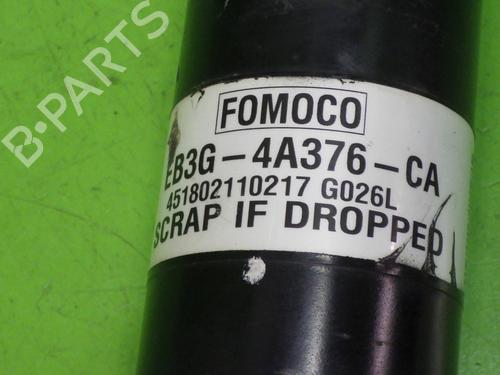 B-Parts
FOMOCO
EB3G-4A376-CA
451802110217 G026L
SCRAP IF DROPPED